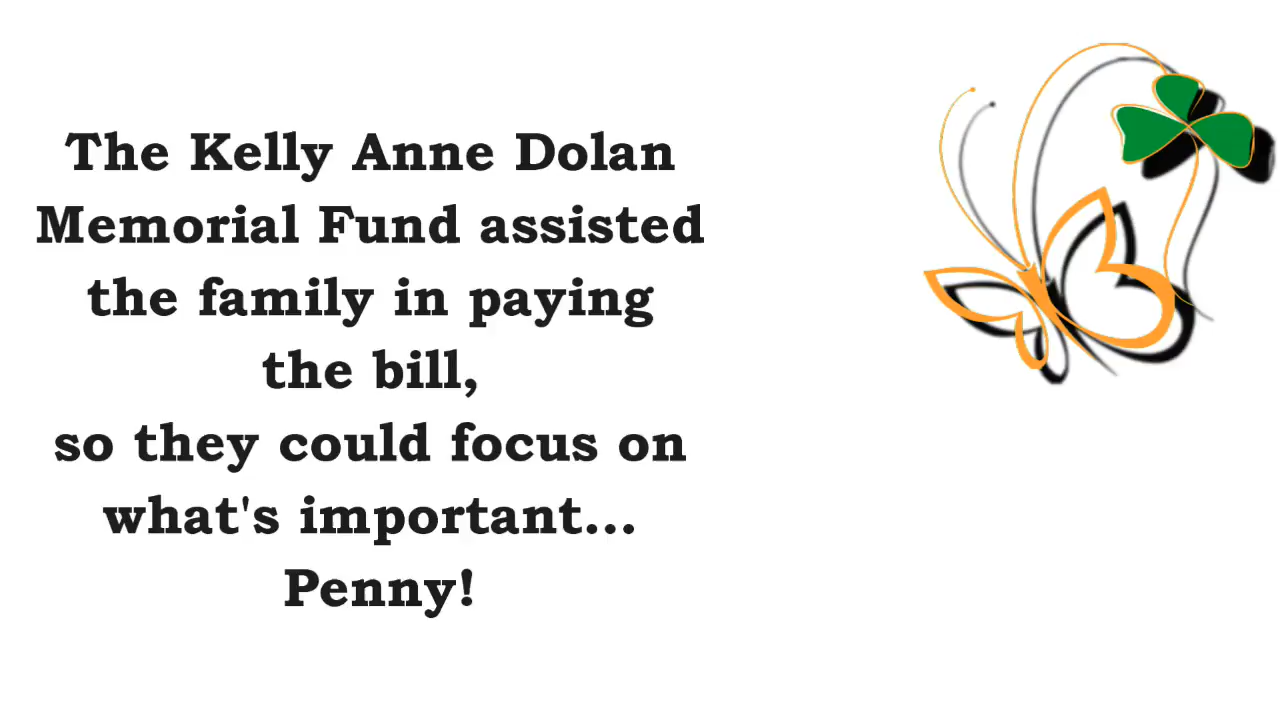 The Kelly Anne Dolan
Memorial Fund assisted
the family in paying
the bill,
so they could focus on
what's important...
Penny!